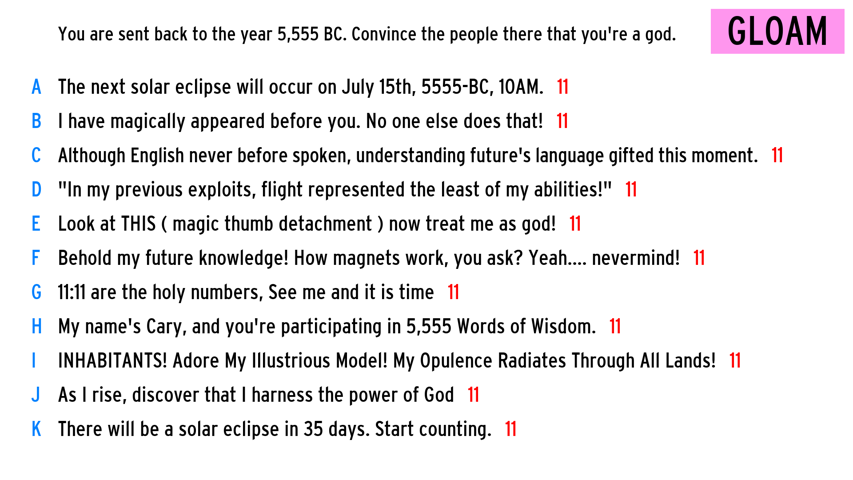 You are sent back to the year 5,555 BC. Convince the people there that you're a god.
GLOAM
A The next solar eclipse will occur on July 15th, 5555-BC, 10AM. 11
B I have magically appeared before you. No one else does that! 11
C Although English never before spoken, understanding future's language gifted this moment. 11
D "In my previous exploits, flight represented the least of my abilities!" 11
E Look at THIS ( magic thumb detachment ) now treat me as god! 11
F Behold my future knowledge! How magnets work, you ask? Yeah.... nevermind! 11
G 11:11 are the holy numbers, See me and it is time 11
H My name's Cary, and you're participating in 5,555 Words of Wisdom. 11
I INHABITANTS! Adore My Illustrious Model! My Opulence Radiates Through All Lands! 11
J As I rise, discover that I harness the power of God 11
K There will be a solar eclipse in 35 days. Start counting. 11